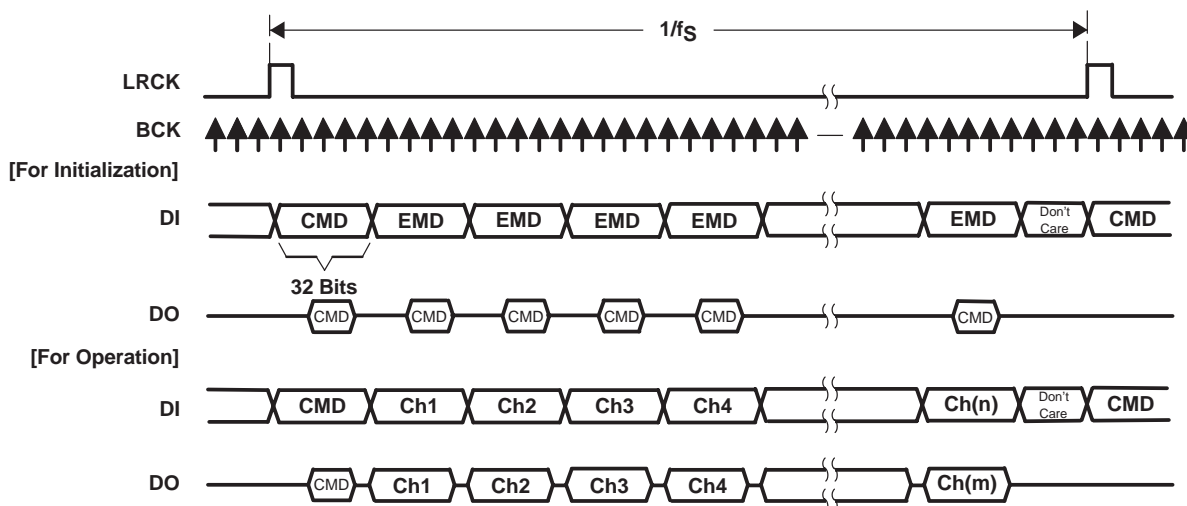 1/fS
LRCK
BCK
[For Initialization]
DI CMD EMD EMD EMD EMD EMD Don't Care CMD
32 Bits
DO CMD CMD CMD CMD CMD CMD
[For Operation]
DI CMD Ch1 Ch2 Ch3 Ch4 Ch(n) Don't Care CMD
DO CMD Ch1 Ch2 Ch3 Ch4 Ch(m)